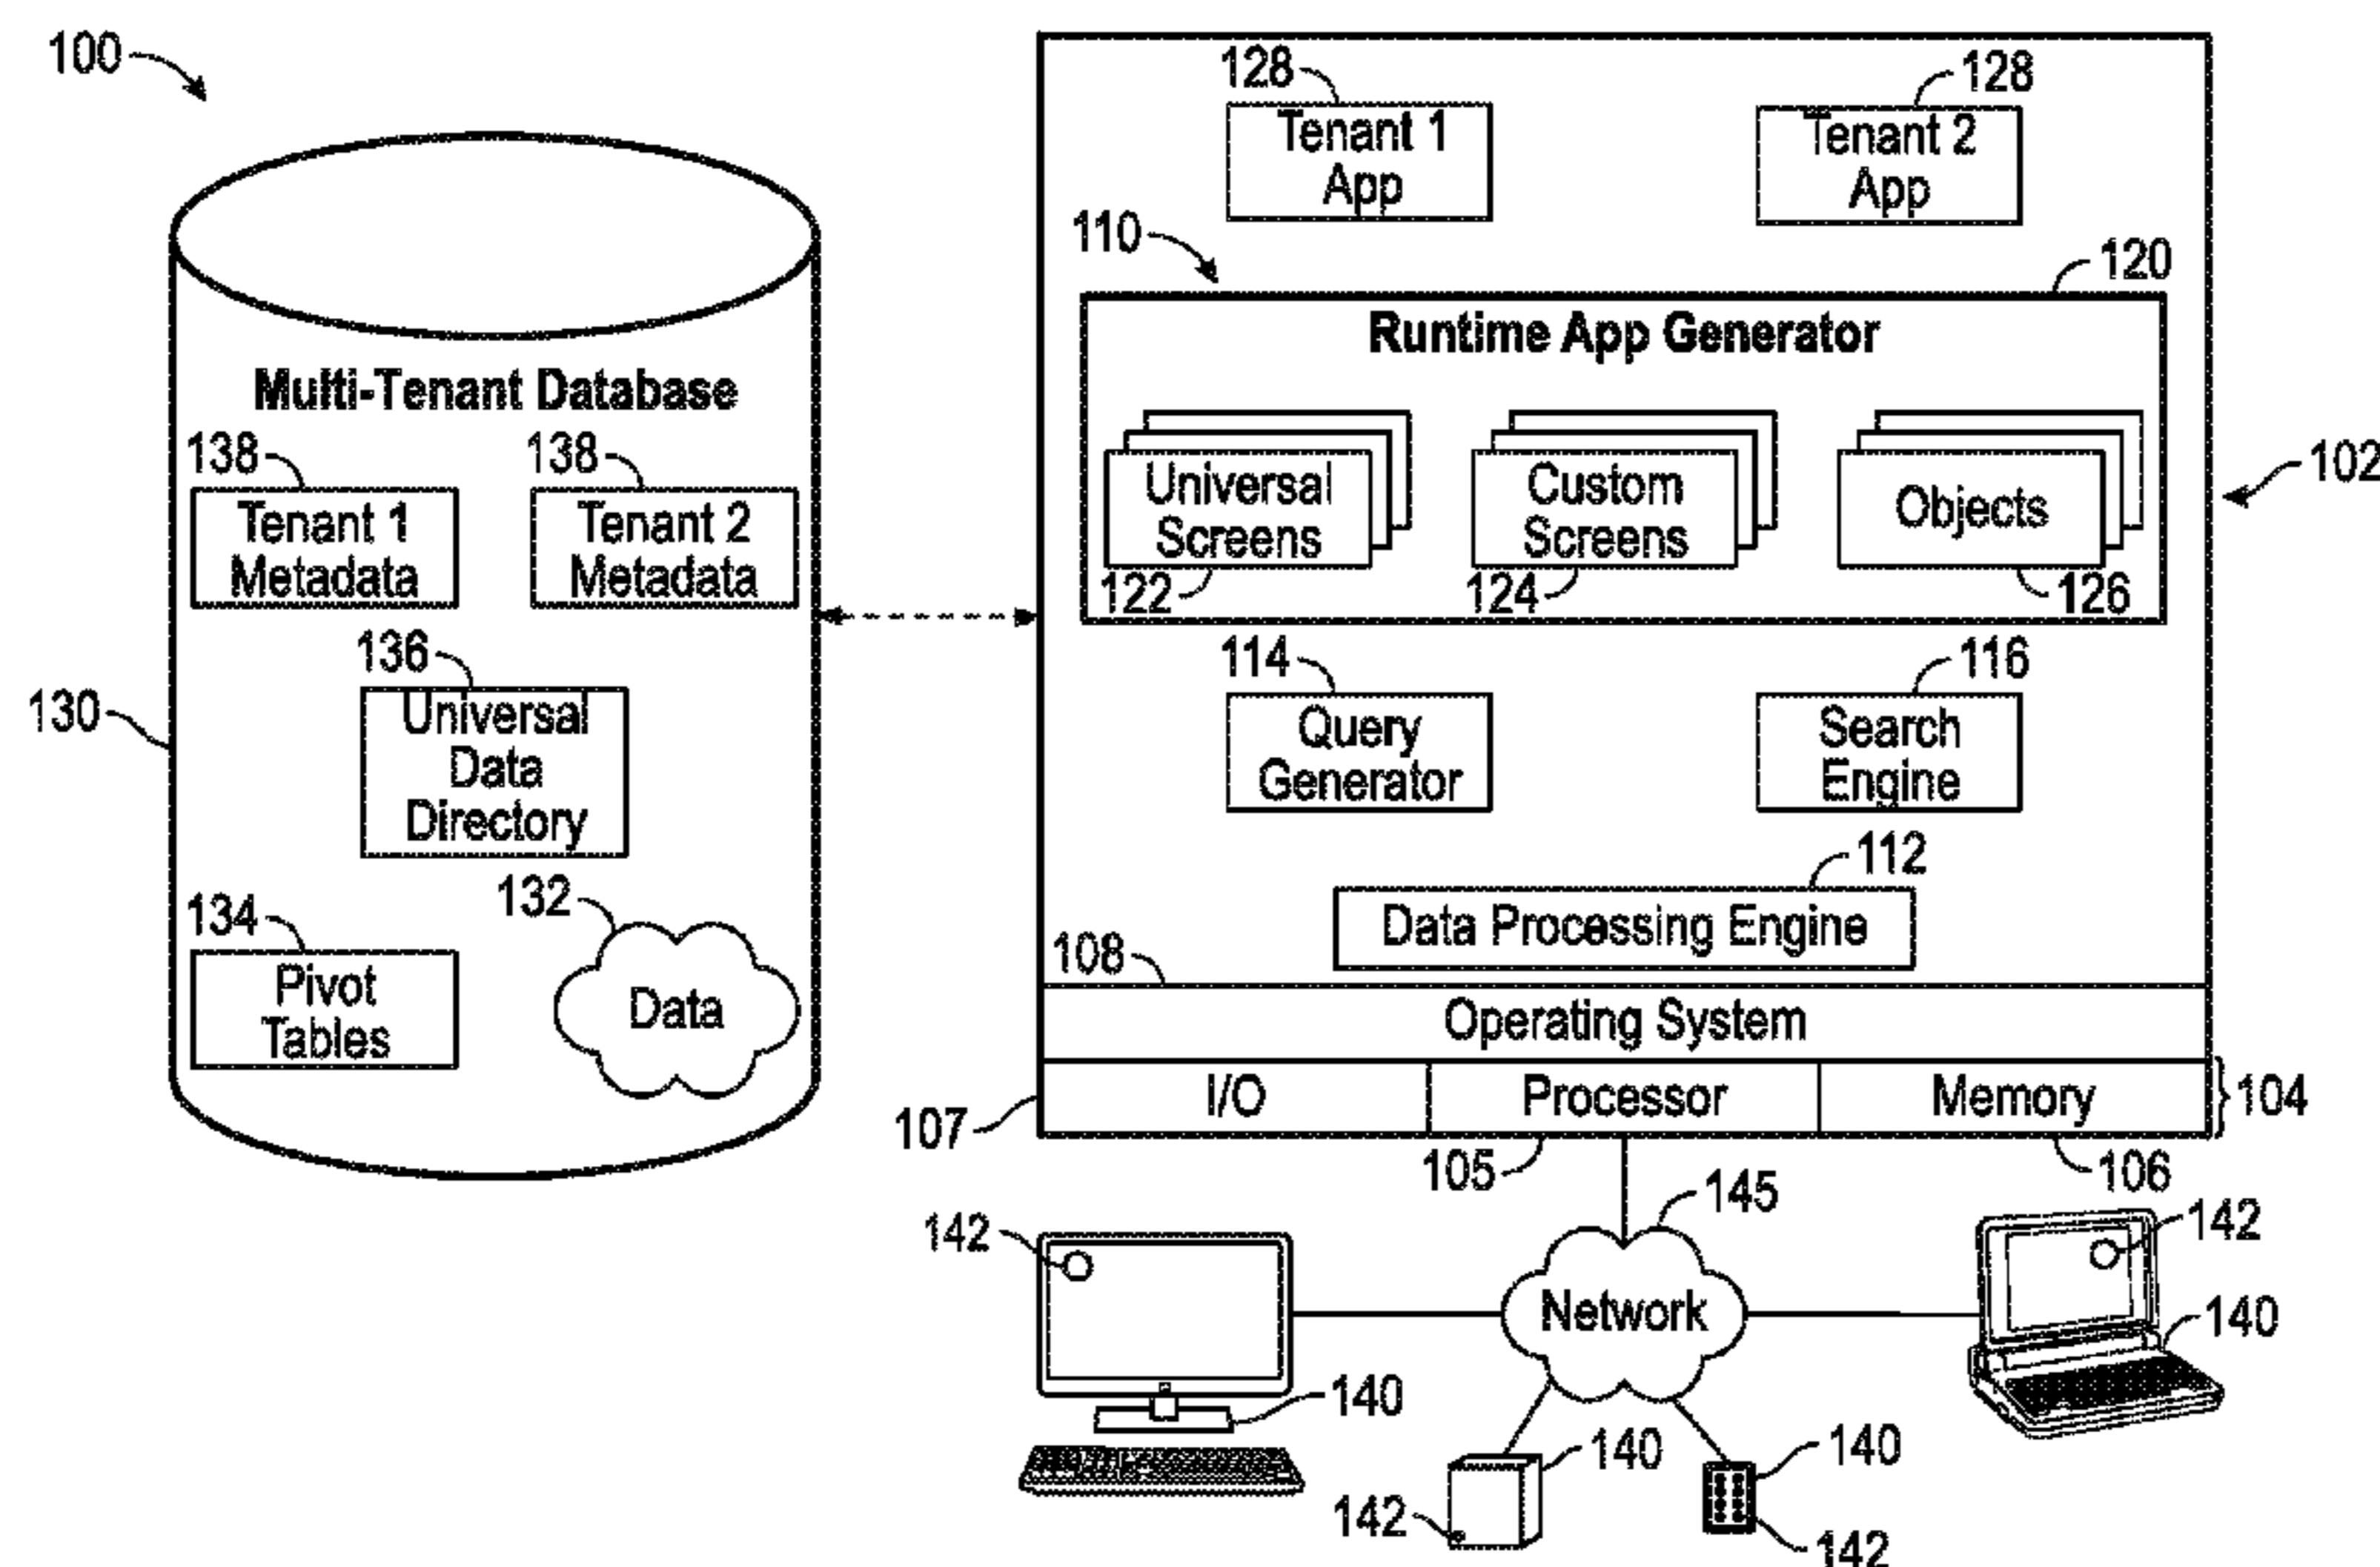 100
Multi-Tenant Database
138
138
Tenant 1
Metadata
Tenant 2
Metadata
136
Universal
Data
Directory
130
132
134
Pivot
Tables
Data
128
Tenant 1
App
128
Tenant 2
App
110
120
Runtime App Generator
Universal
Screens
Custom
Screens
Objects
122
124
126
102
114
Query
Generator
116
Search
Engine
112
Data Processing Engine
108
Operating System
I/O
Processor
Memory
104
107
105
106
145
Network
142
140
142
140
140
142
140
142